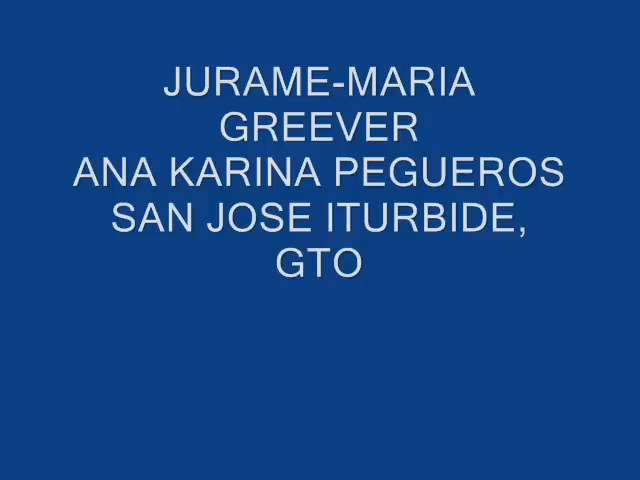 JURAME-MARIA
GREEVER
ANA KARINA PEGUEROS
SAN JOSE ITURBIDE,
GTO